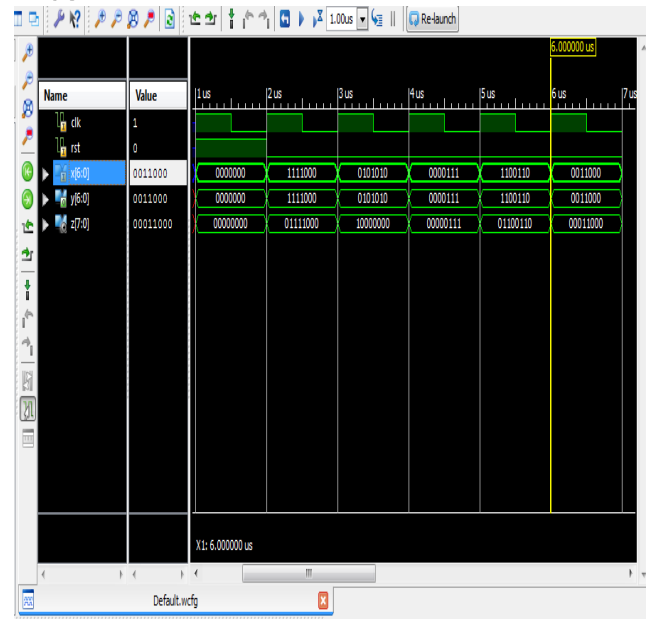 1.00us Re-launch
6.000000 us
Name Value 1 us 2 us 3 us 4 us 5 us 6 us 7 us
clk 1
rst 0
x[6:0] 0011000 0000000 1111000 0101010 0000111 1100110 0011000
y[6:0] 0011000 0000000 1111000 0101010 0000111 1100110 0011000
z[7:0] 00011000 00000000 01111000 10000000 00000111 01100110 00011000
X1: 6.000000 us
Default.wcfg